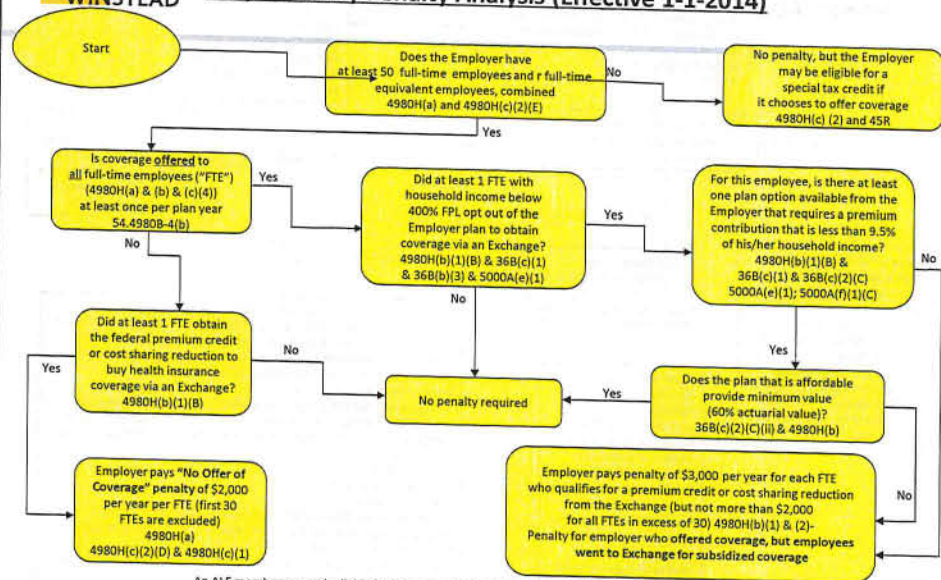 WINSTEAD
Penalty Analysis (Effective 1-1-2014)
Start
Does the Employer have
at least 50 full-time employees and r full-time
equivalent employees, combined
4980H(a) and 4980H(c)(2)(E)
No
No penalty, but the Employer
may be eligible for a
special tax credit if
it chooses to offer coverage
4980H(c) (2) and 45R
Yes
Is coverage offered to
all full-time employees ("FTE")
(4980H(a) & (b) & (c)(4))
at least once per plan year
54.4980B-4(b)
Yes
Did at least 1 FTE with
household income below
400% FPL opt out of the
Employer plan to obtain
coverage via an Exchange?
4980H(b)(1)(B) & 36B(c)(1)
& 36B(b)(3) & 5000A(e)(1)
Yes
For this employee, is there at least
one plan option available from the
Employer that requires a premium
contribution that is less than 9.5%
of his/her household income?
4980H(b)(1)(B) &
36B(c)(1) & 36B(c)(2)(C)
5000A(e)(1); 5000A(f)(1)(C)
No
No
No
Yes
Did at least 1 FTE obtain
the federal premium credit
or cost sharing reduction to
buy health insurance
coverage via an Exchange?
4980H(b)(1)(B)
Yes
No
No penalty required
Yes
Does the plan that is affordable
provide minimum value
(60% actuarial value)?
36B(c)(2)(C)(ii) & 4980H(b)
No
Employer pays "No Offer of
Coverage" penalty of $2,000
per year per FTE (first 30
FTEs are excluded)
4980H(a)
4980H(c)(2)(D) & 4980H(c)(1)
Employer pays penalty of $3,000 per year for each FTE
who qualifies for a premium credit or cost sharing reduction
from the Exchange (but not more than $2,000
for all FTEs in excess of 30) 4980H(b)(1) & (2)-
Penalty for employer who offered coverage, but employees
went to Exchange for subsidized coverage